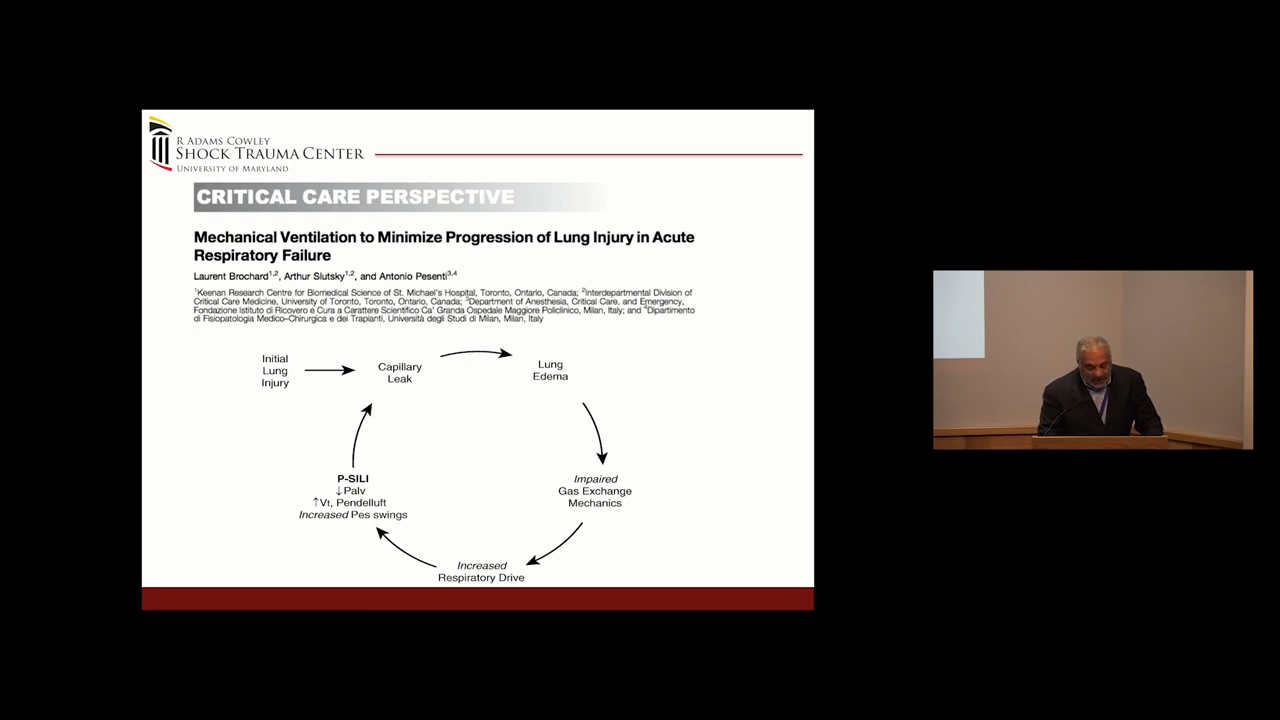 R ADAMS COWLEY
SHOCK TRAUMA CENTER
UNIVERSITY OF MARYLAND
CRITICAL CARE PERSPECTIVE
Mechanical Ventilation to Minimize Progression of Lung Injury in Acute
Respiratory Failure
Laurent Brochard1,2, Arthur Slutsky1,2, and Antonio Pesenti3,4
1Keenan Research Centre for Biomedical Science of St. Michael's Hospital, Toronto, Ontario, Canada; 2Interdepartmental Division of
Critical Care Medicine, University of Toronto, Toronto, Ontario, Canada; 3Department of Anesthesia, Critical Care, and Emergency,
Fondazione Istituto di Ricovero e Cura a Carattere Scientifico Ca' Granda Ospedale Maggiore Policlinico, Milan, Italy; and 4Dipartimento
di Fisiopatologia Medico–Chirurgica e dei Trapianti, Università degli Studi di Milan, Milan, Italy
Initial
Lung
Injury
Capillary
Leak
Lung
Edema
Impaired
Gas Exchange
Mechanics
Increased
Respiratory Drive
P-SILI
↓Palv
↑Vt, Pendelluft
Increased Pes swings